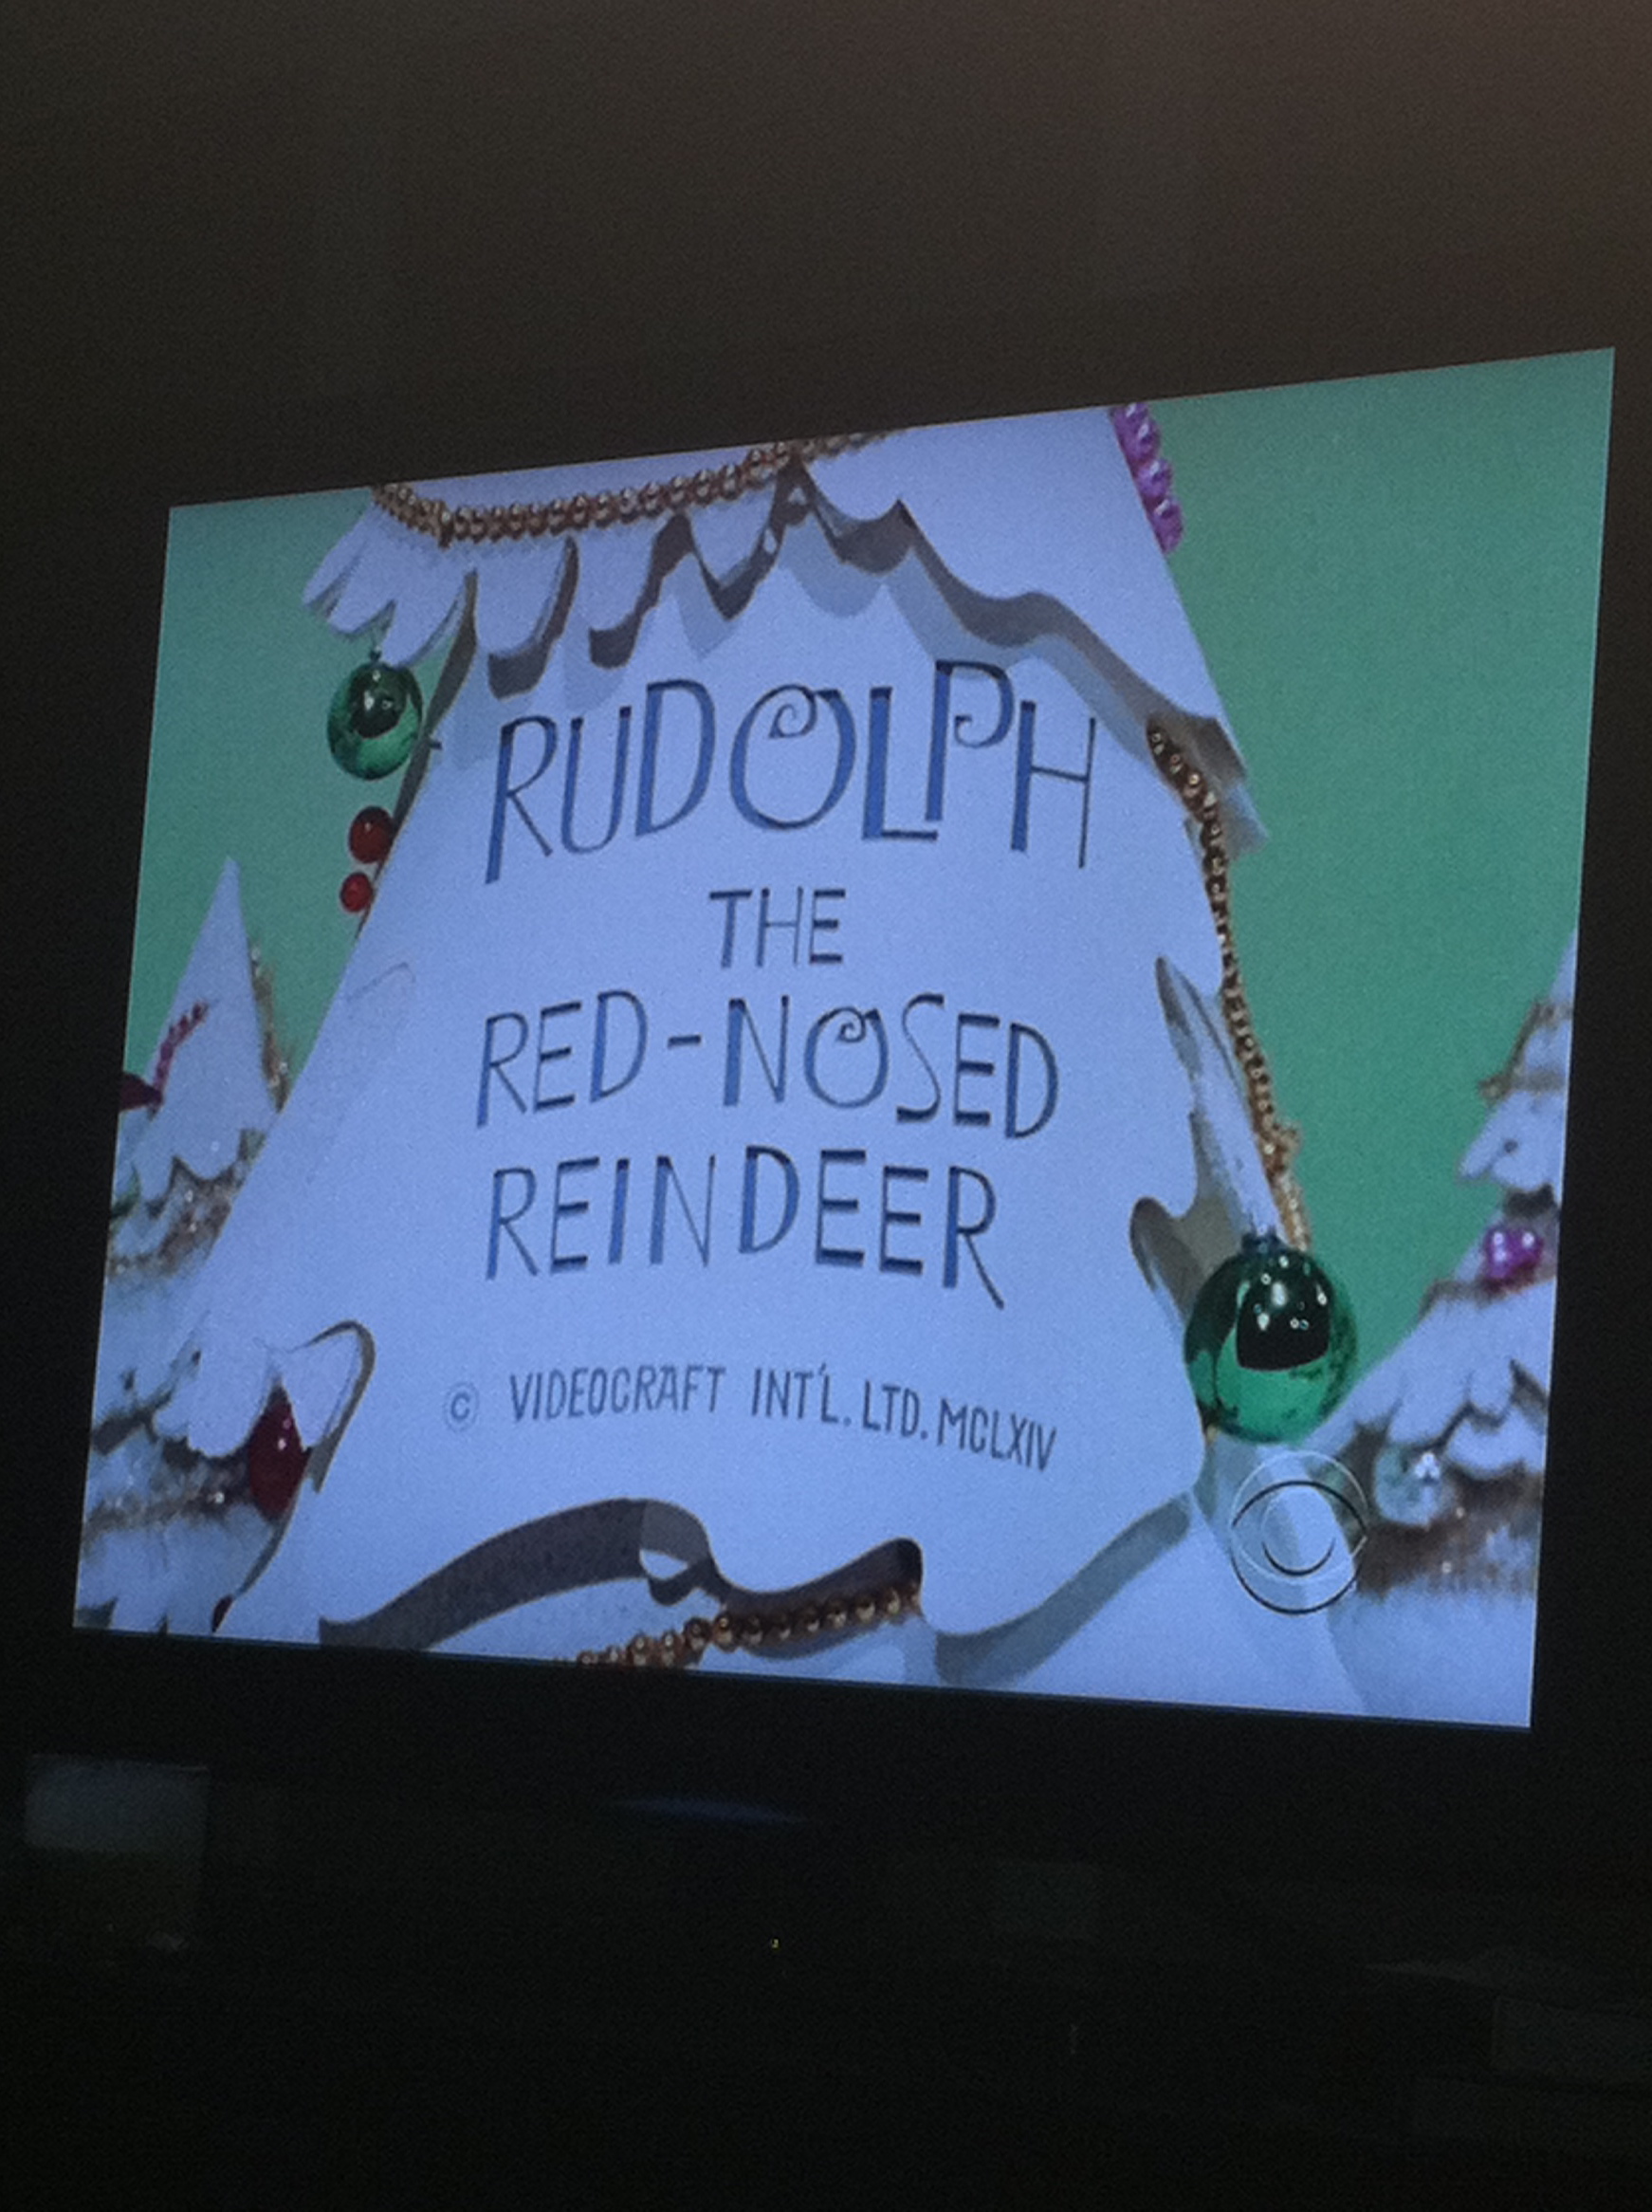 RUDOLPH
THE
RED-NOSED
REINDEER
© VIDEOCRAFT INT'L. LTD. MCLXIV